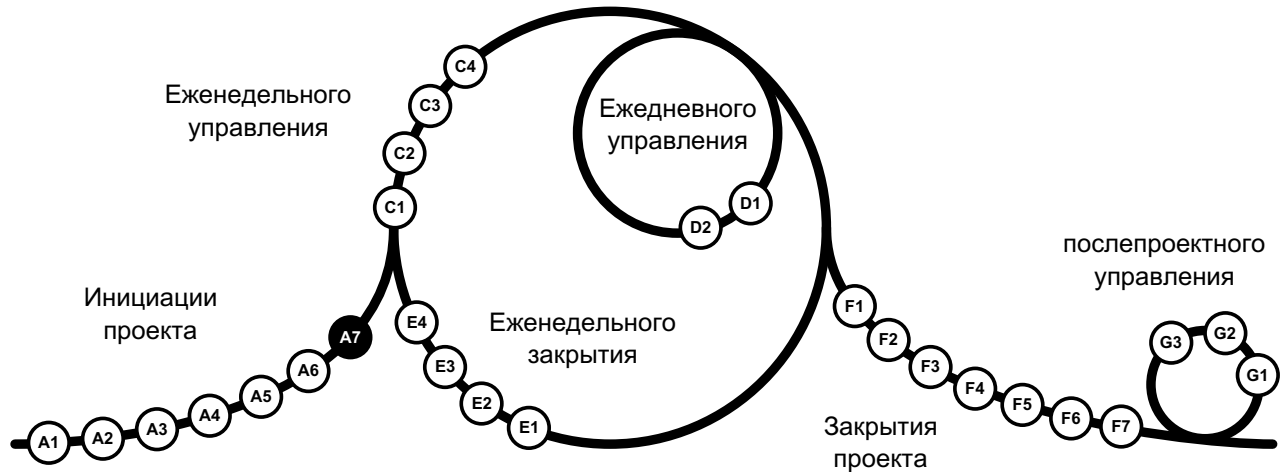 Еженедельного
управления
C4
C3
C2
C1
Ежедневного
управления
D1
D2
Инициации
проекта
A1
A2
A3
A4
A5
A6
A7
Еженедельного
закрытия
E4
E3
E2
E1
F1
F2
F3
F4
F5
F6
F7
Закрытия
проекта
послепроектного
управления
G3
G2
G1